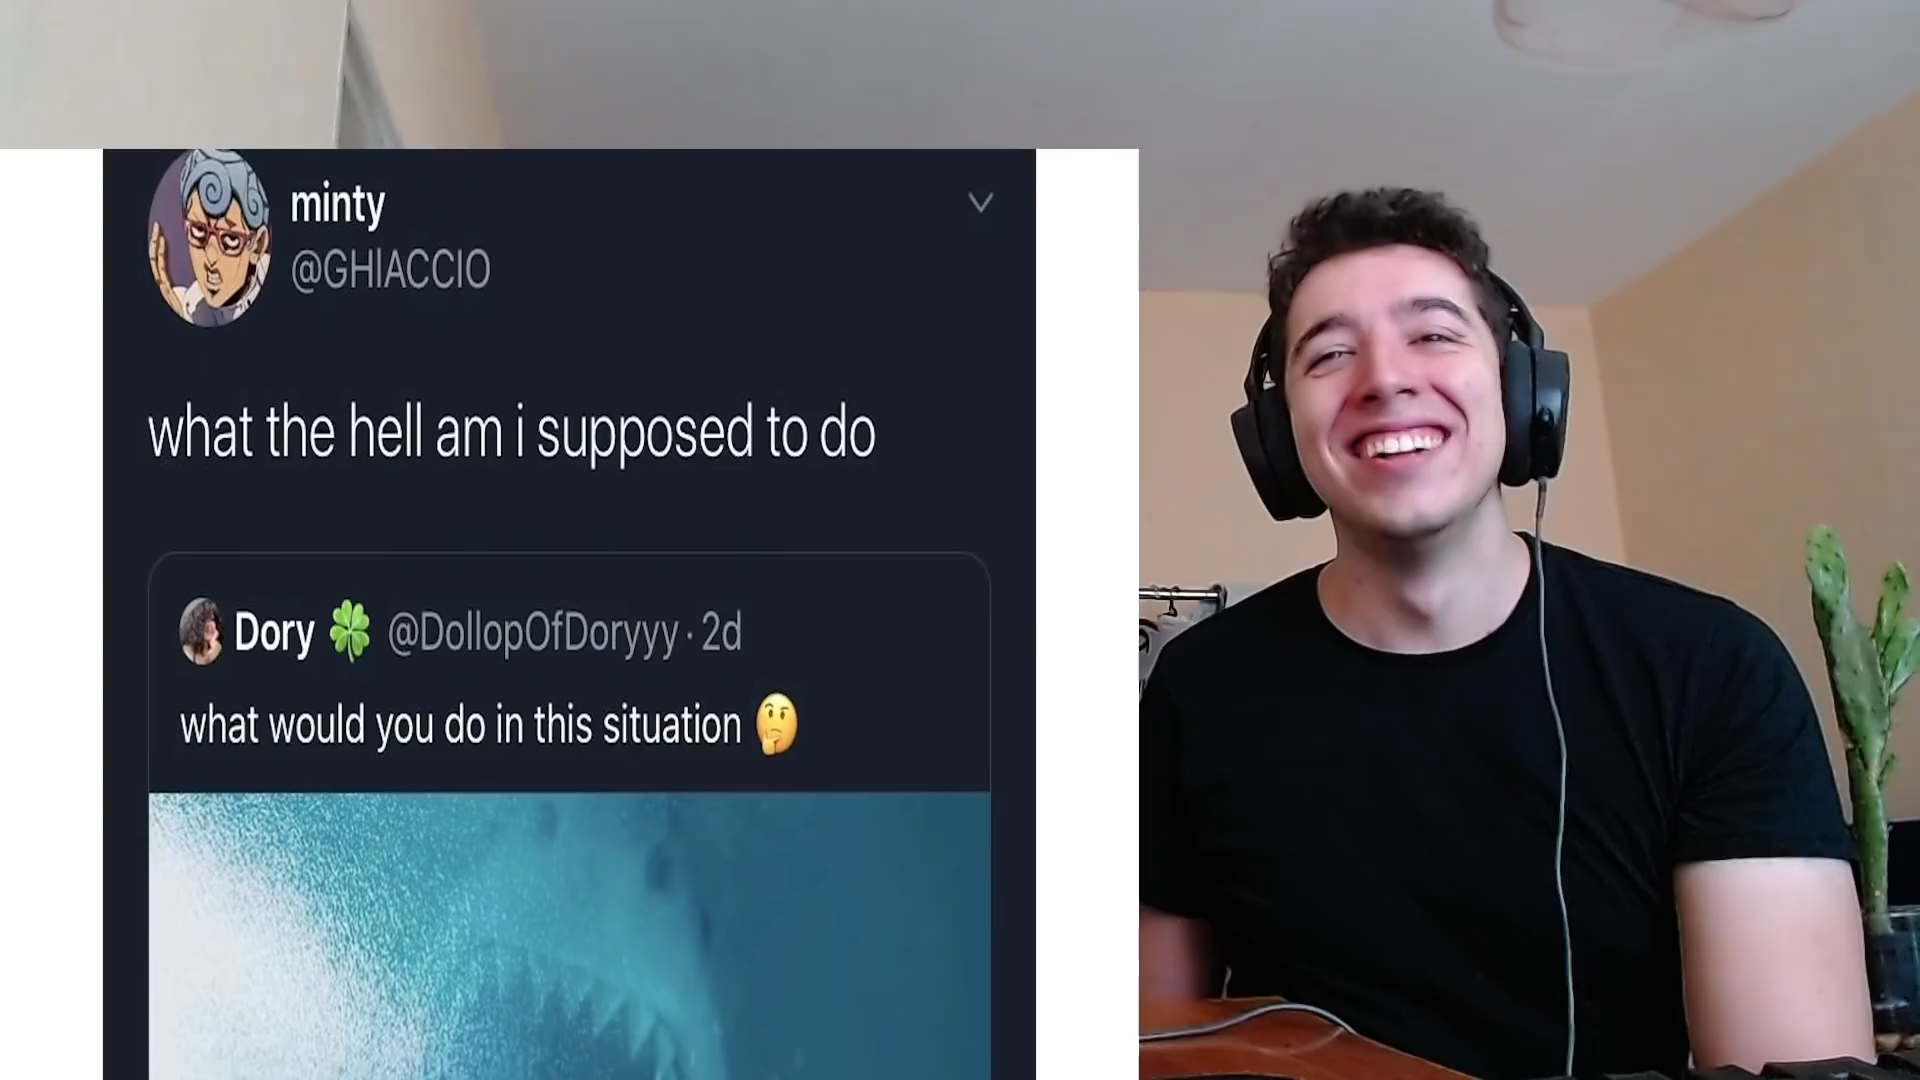 minty
@GHIACCIO
what the hell am i supposed to do
Dory 🍀 @DollopOfDoryyy · 2d
what would you do in this situation 🤔